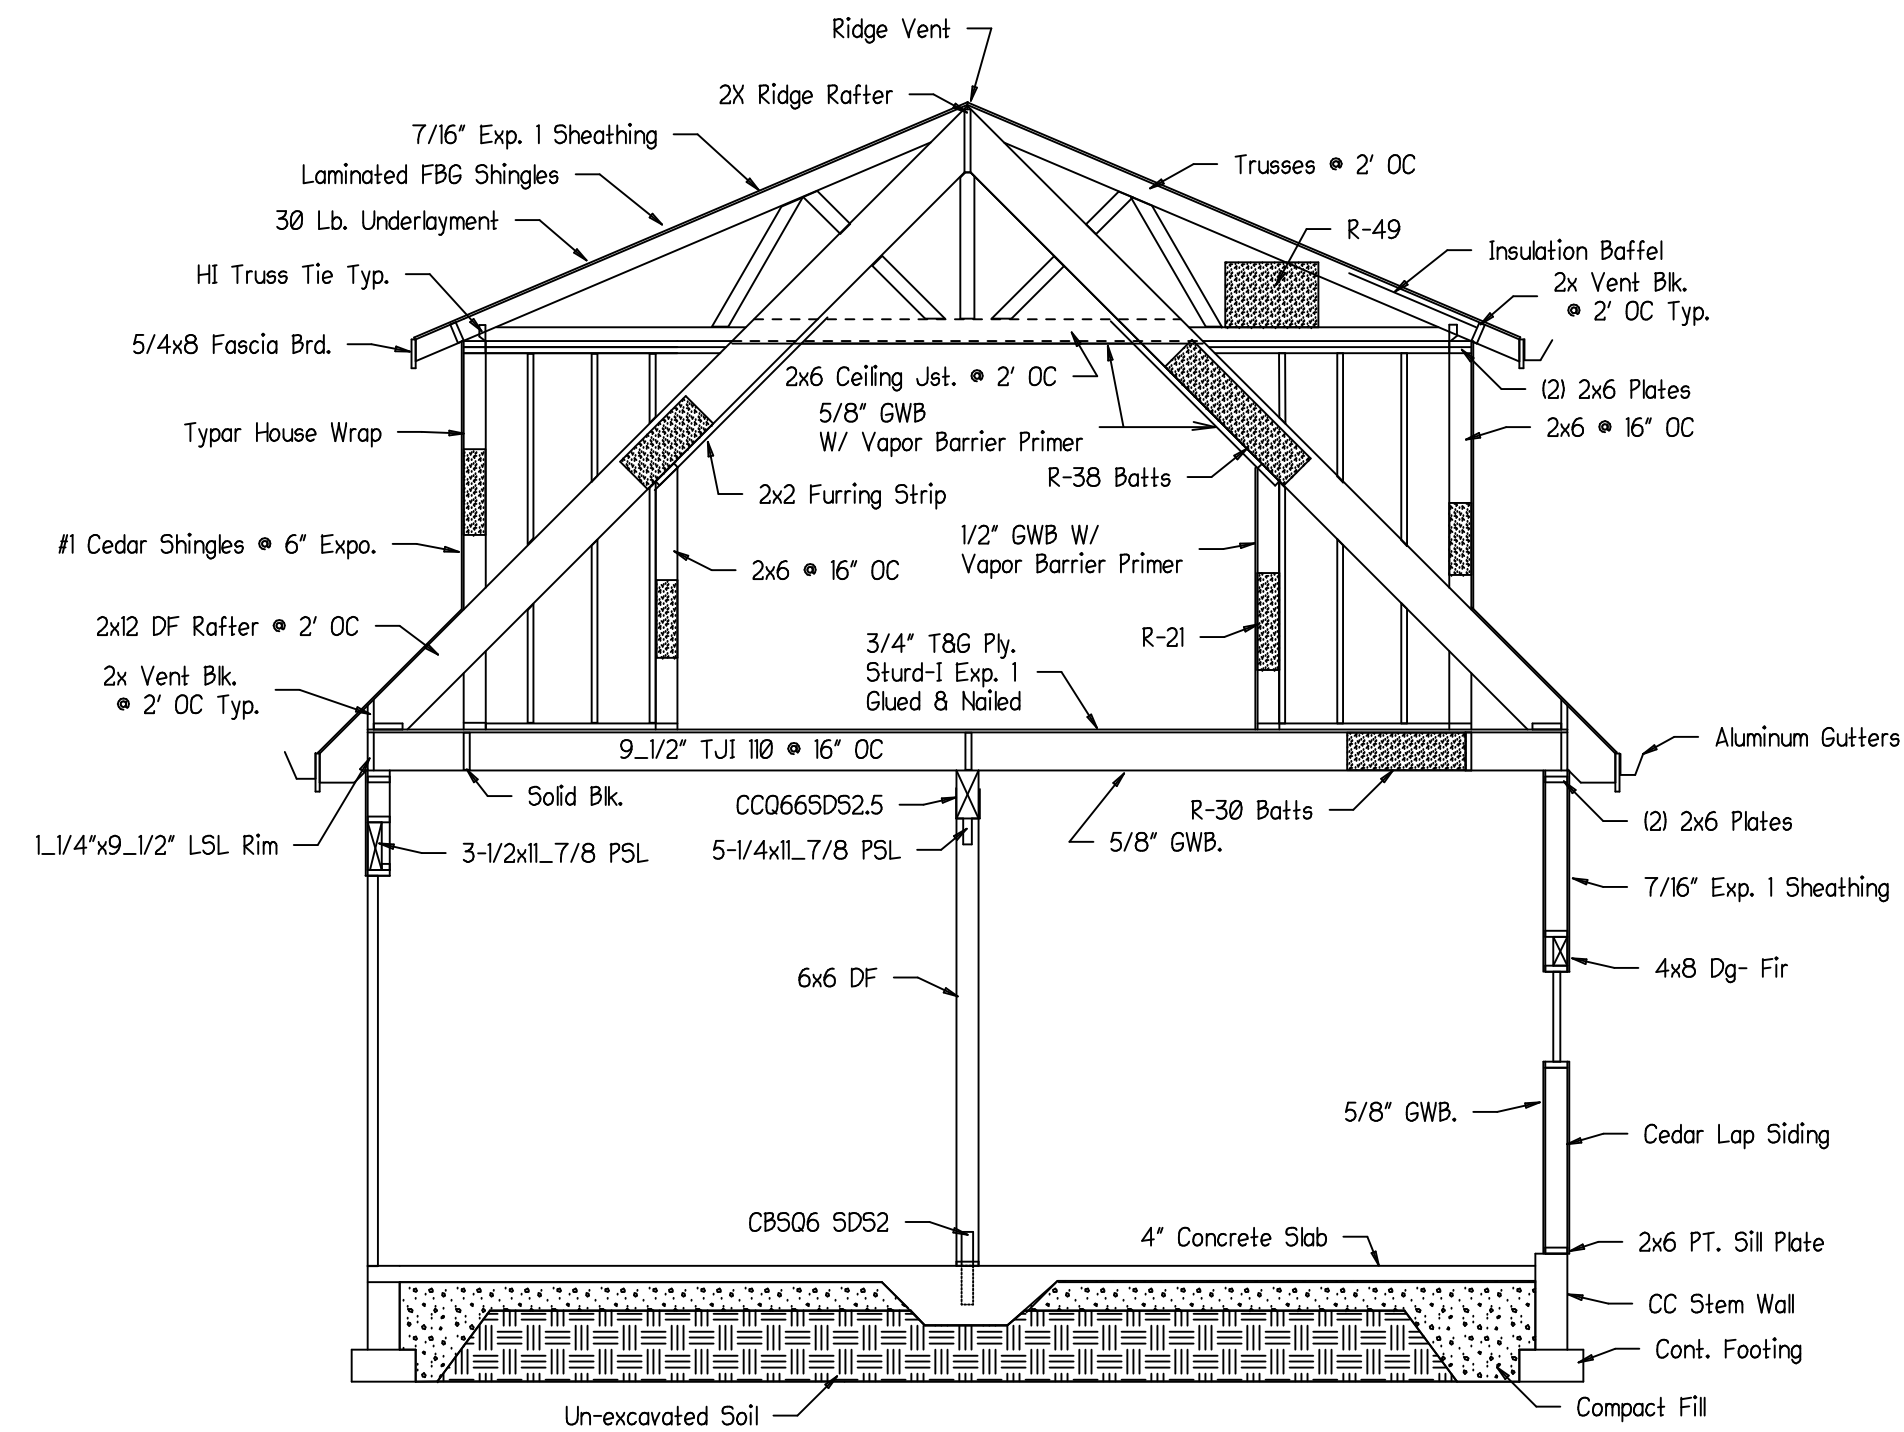 Ridge Vent
2X Ridge Rafter
7/16" Exp. 1 Sheathing
Laminated FBG Shingles
30 Lb. Underlayment
HI Truss Tie Typ.
5/4x8 Fascia Brd.
Trusses @ 2' OC
R-49
Insulation Baffel
2x Vent Blk.
@ 2' OC Typ.
(2) 2x6 Plates
2x6 @ 16" OC
2x6 Ceiling Jst. @ 2' OC
5/8" GWB
W/ Vapor Barrier Primer
R-38 Batts
2x2 Furring Strip
Typar House Wrap
#1 Cedar Shingles @ 6" Expo.
2x6 @ 16" OC
1/2" GWB W/
Vapor Barrier Primer
2x12 DF Rafter @ 2' OC
2x Vent Blk.
@ 2' OC Typ.
R-21
3/4" T&G Ply.
Sturd-I Exp. 1
Glued & Nailed
9_1/2" TJI 110 @ 16" OC
Aluminum Gutters
Solid Blk.
CCQ66SDS2.5
R-30 Batts
(2) 2x6 Plates
1_1/4"x9_1/2" LSL Rim
3-1/2x11_7/8 PSL
5-1/4x11_7/8 PSL
5/8" GWB.
7/16" Exp. 1 Sheathing
6x6 DF
4x8 Dg- Fir
5/8" GWB.
Cedar Lap Siding
CBSQ6 SDS2
4" Concrete Slab
2x6 PT. Sill Plate
CC Stem Wall
Cont. Footing
Compact Fill
Un-excavated Soil